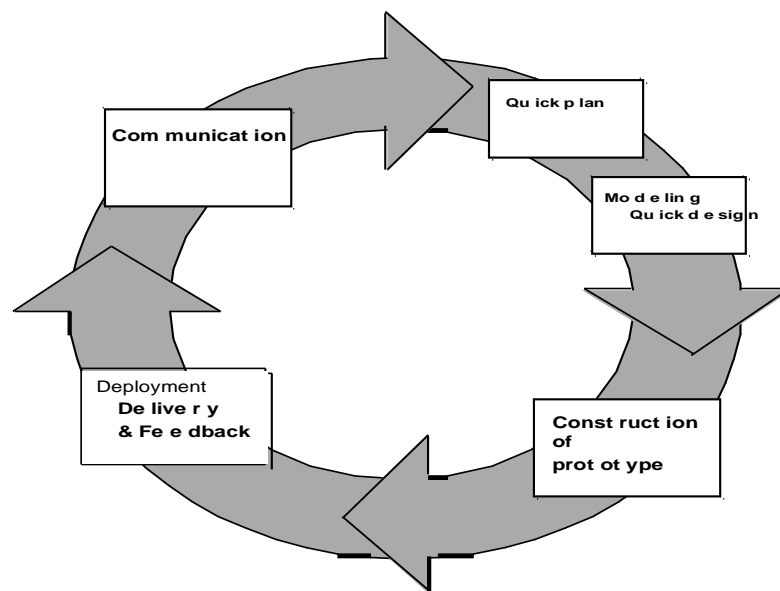 Communication
Quick plan
Modeling
Quick design
Construction
of
prototype
Deployment
Delivery
& Feedback